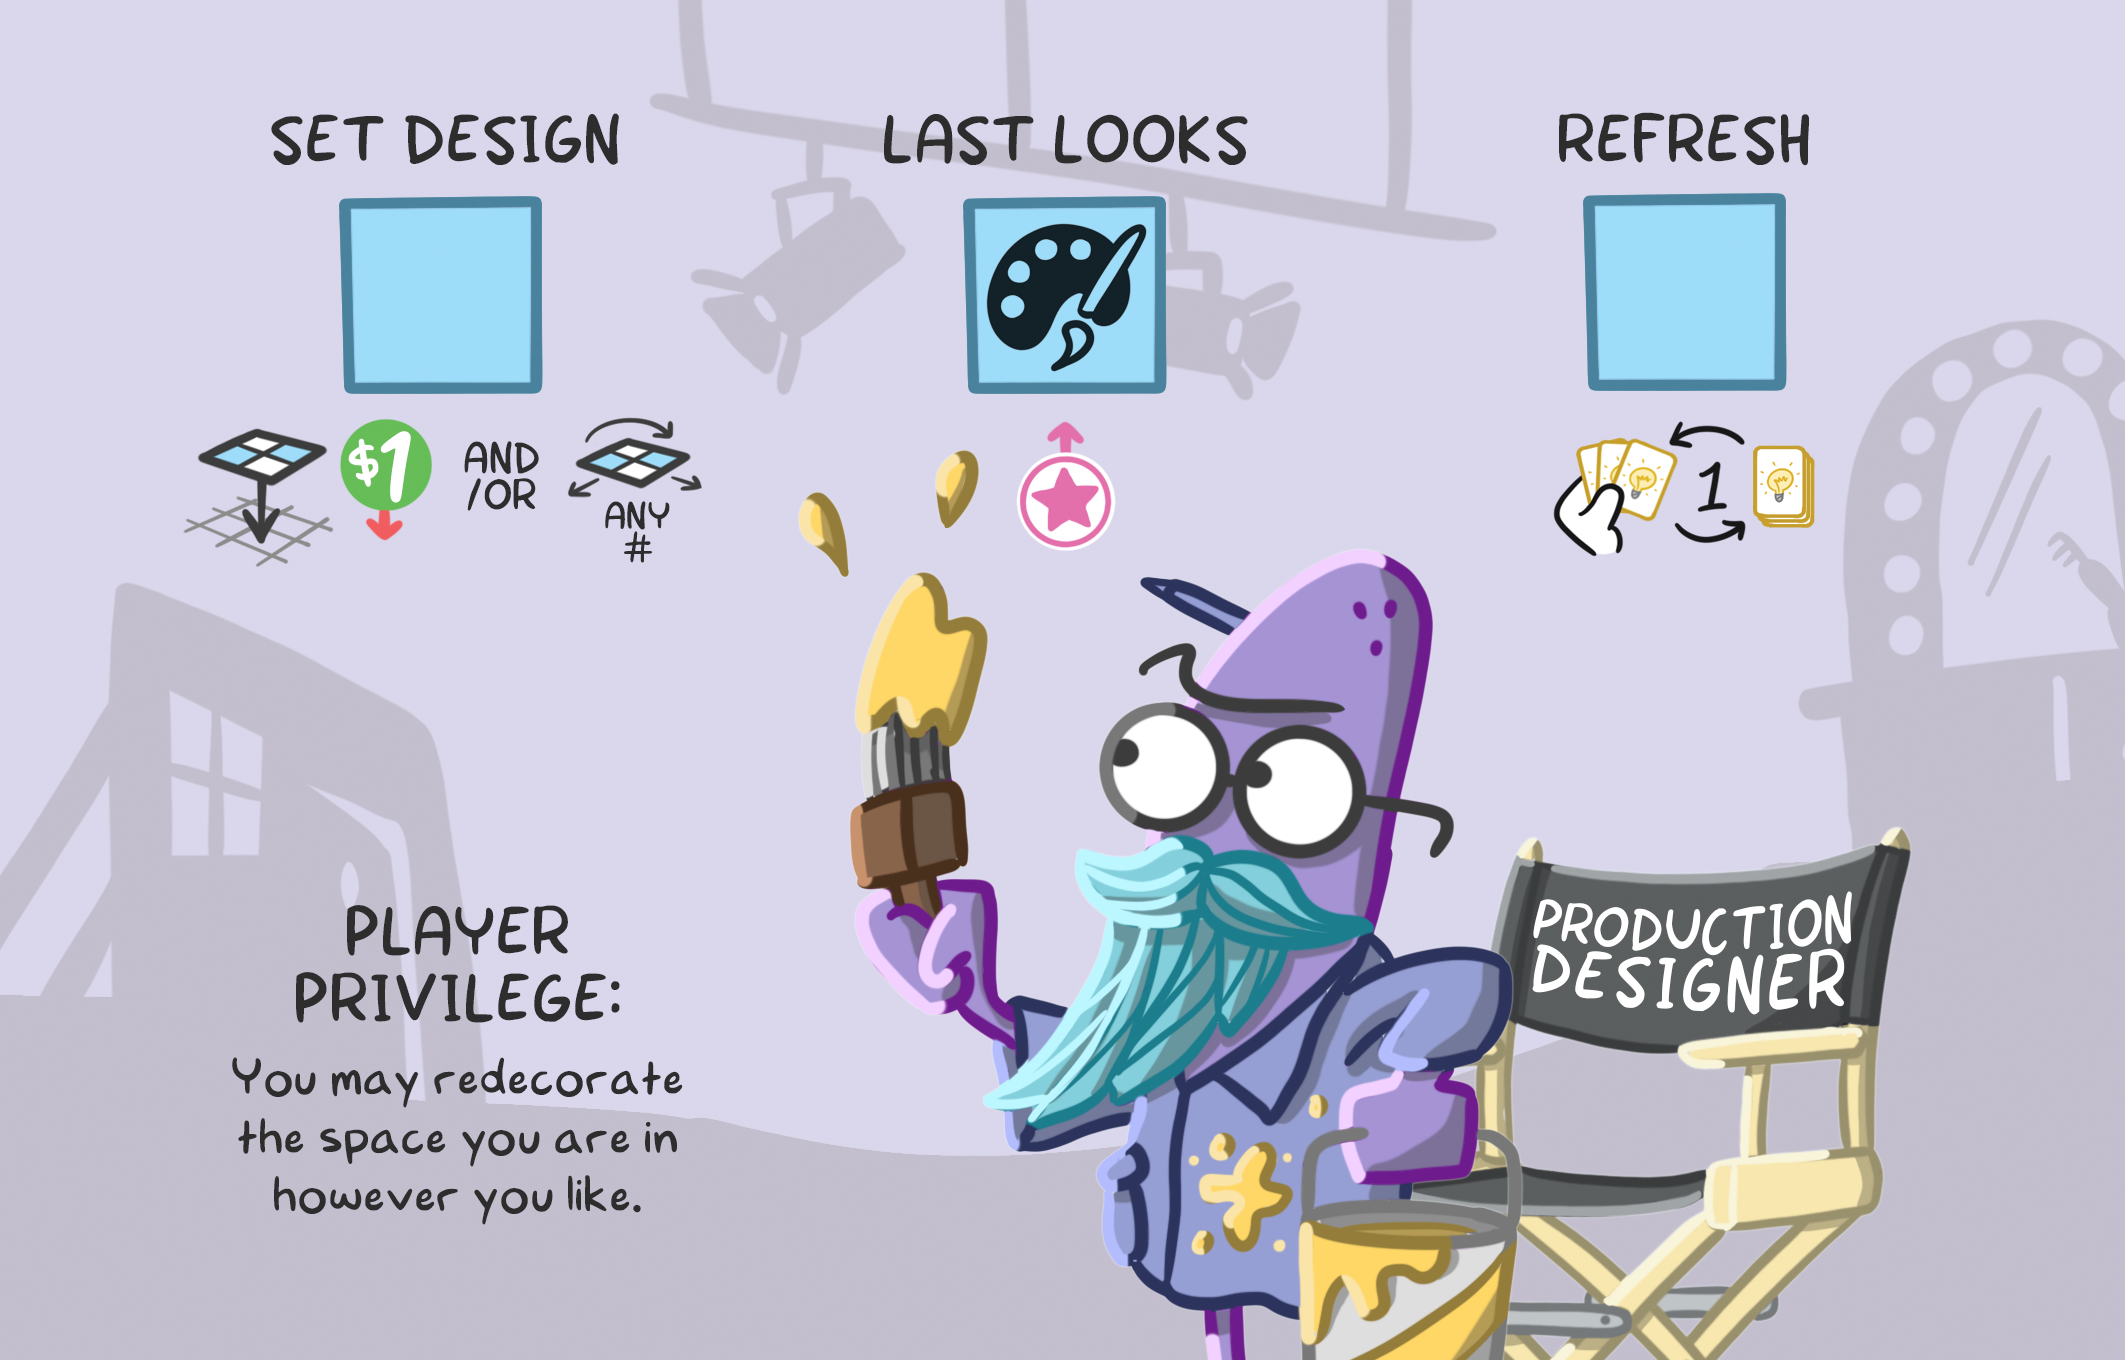 SET DESIGN
LAST LOOKS
REFRESH
$1
AND
/OR
ANY
#
1
PLAYER
PRIVILEGE:
You may redecorate
the space you are in
however you like.
PRODUCTION
DESIGNER